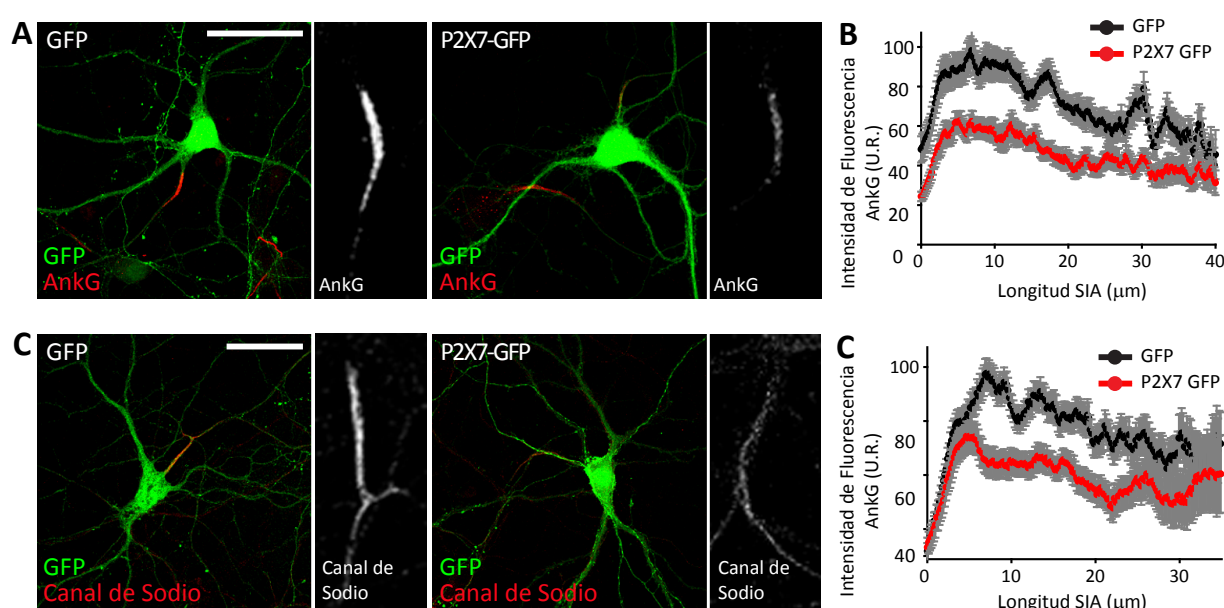 A
GFP
GFP
AnkG
AnkG
P2X7-GFP
GFP
AnkG
AnkG
B
Intensidad de Fluorescencia
AnkG (U.R.)
100
80
60
40
20
0
GFP
P2X7 GFP
0 10 20 30 40
Longitud SIA (μm)
C
GFP
GFP
Canal de Sodio
Canal de
Sodio
P2X7-GFP
GFP
Canal de Sodio
Canal de
Sodio
C
Intensidad de Fluorescencia
AnkG (U.R.)
100
80
60
40
GFP
P2X7 GFP
0 10 20 30
Longitud SIA (μm)